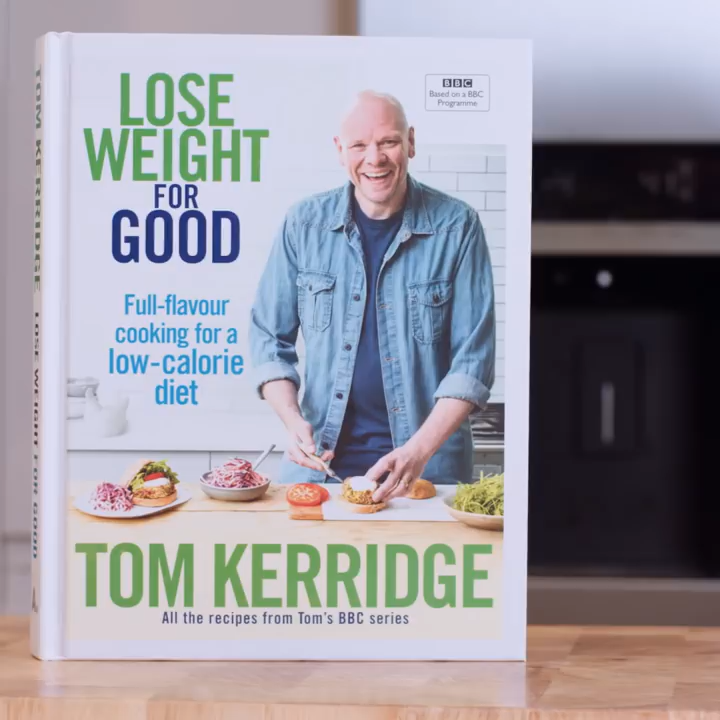 LOSE
WEIGHT
FOR
GOOD
BBC
Based on a BBC
Programme
Full-flavour
cooking for a
low-calorie
diet
TOM KERRIDGE
All the recipes from Tom's BBC series
TOM KERRIDGE LOSE WEIGHT FOR GOOD